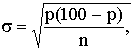 σ = √(p(100 − p)/n),